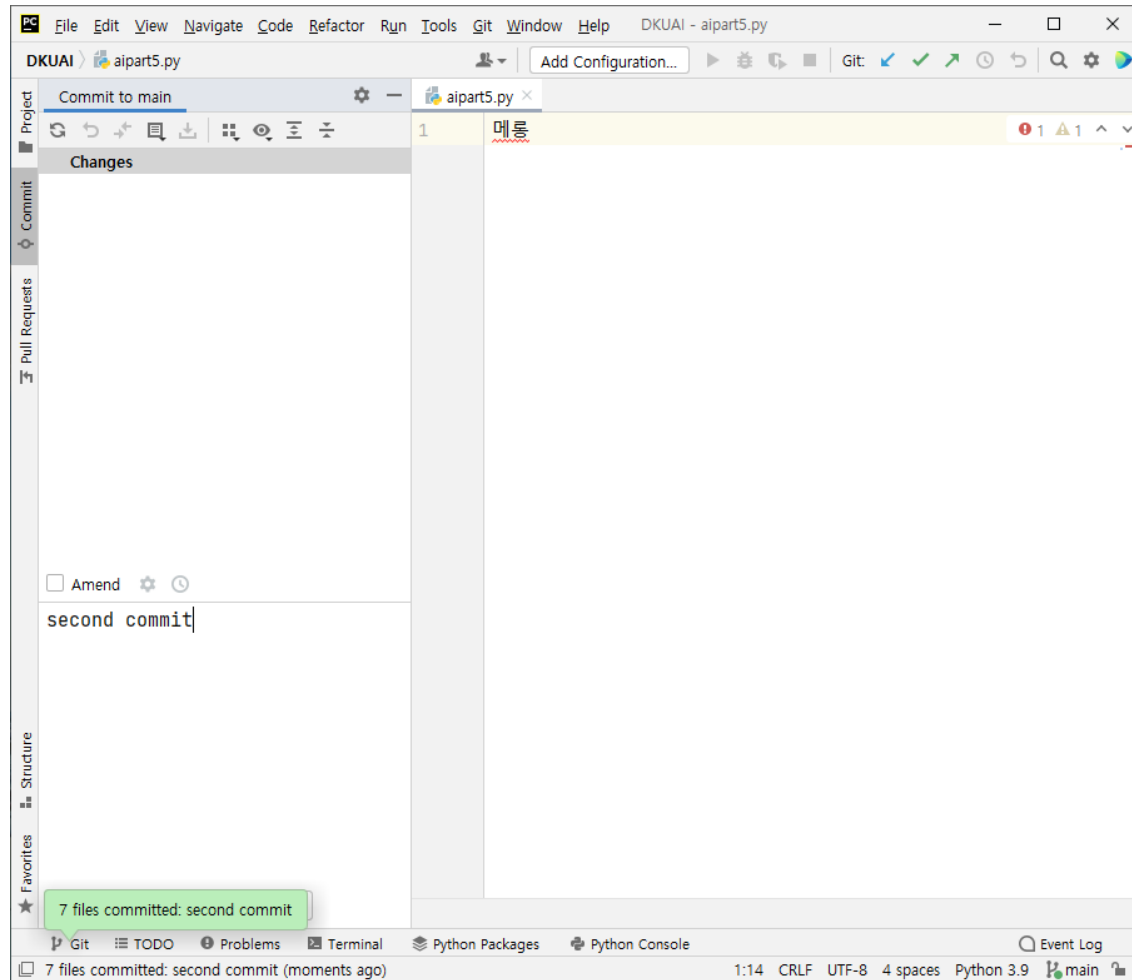 PC File Edit View Navigate Code Refactor Run Tools Git Window Help DKUAI - aipart5.py
DKUAI aipart5.py Add Configuration... Git:
Project
Commit
Pull Requests
Structure
Favorites
Commit to main
aipart5.py
1 메롱 1 1
Changes
Amend
second commit
7 files committed: second commit
Git TODO Problems Terminal Python Packages Python Console Event Log
7 files committed: second commit (moments ago) 1:14 CRLF UTF-8 4 spaces Python 3.9 main